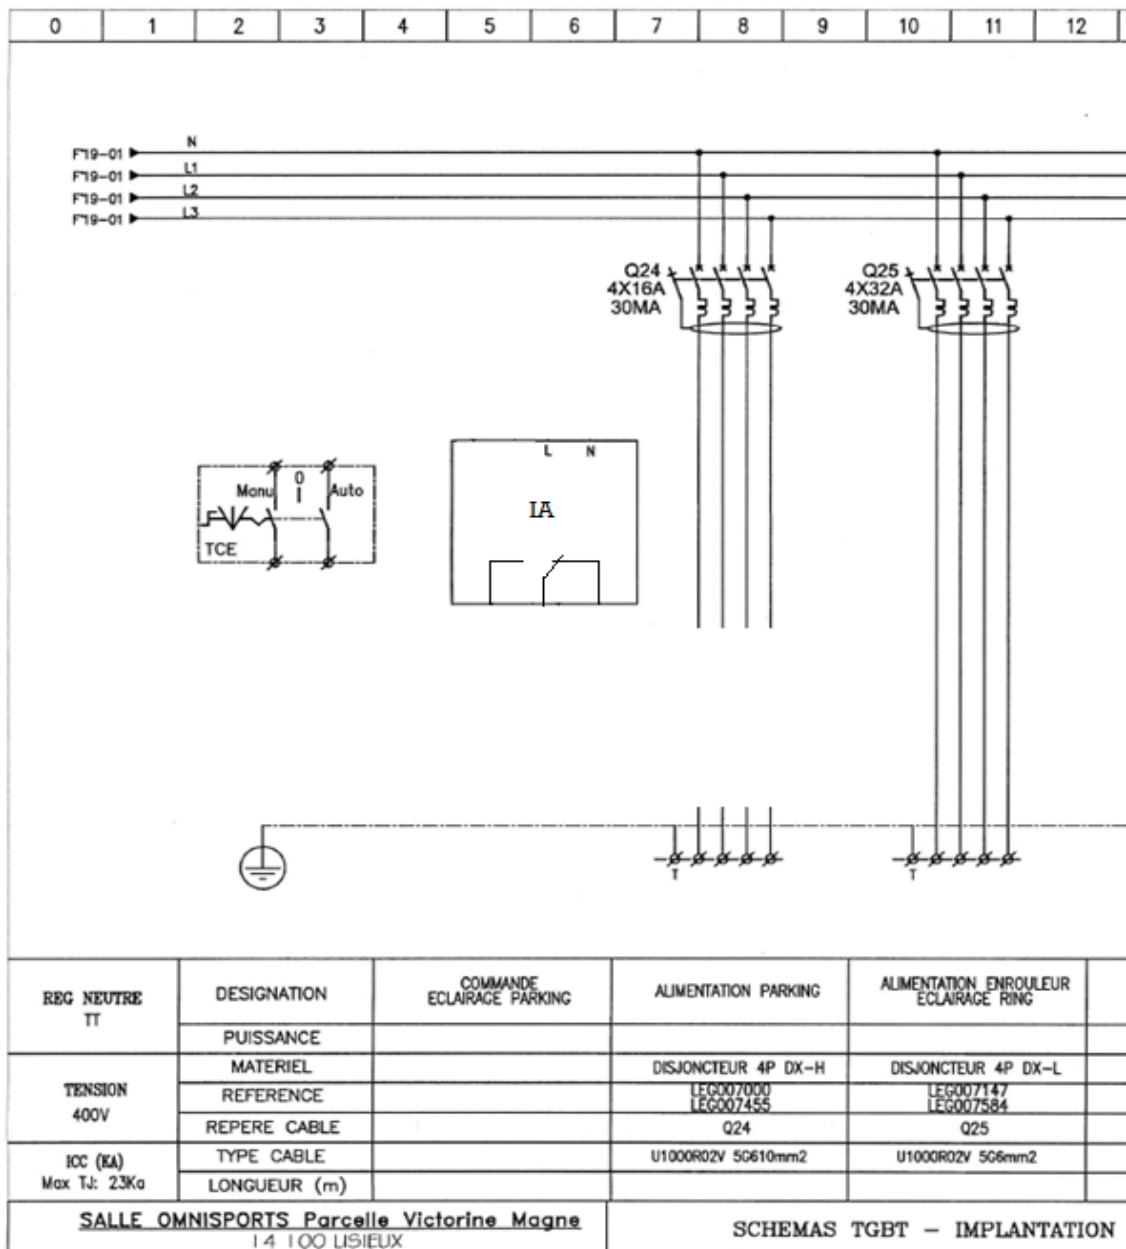 0 1 2 3 4 5 6 7 8 9 10 11 12
F19-01 N
F19-01 L1
F19-01 L2
F19-01 L3
Q24
4X16A
30MA
Q25
4X32A
30MA
Manu 0 I Auto
TCE
L N
IA
T T
REG NEUTRE
TT
DESIGNATION
COMMANDE
ECLAIRAGE PARKING
ALIMENTATION PARKING
ALIMENTATION ENROULEUR
ECLAIRAGE RING
PUISSANCE
TENSION
400V
MATERIEL DISJONCTEUR 4P DX-H DISJONCTEUR 4P DX-L
REFERENCE
LEG007000
LEG007455
LEG007147
LEG007584
REPERE CABLE Q24 Q25
ICC (KA)
Max TJ: 23Ka
TYPE CABLE U1000R02V 5G610mm2 U1000R02V 5G6mm2
LONGUEUR (m)
SALLE OMNISPORTS Parcelle Victorine Magne
14 100 LISIEUX
SCHEMAS TGBT - IMPLANTATION